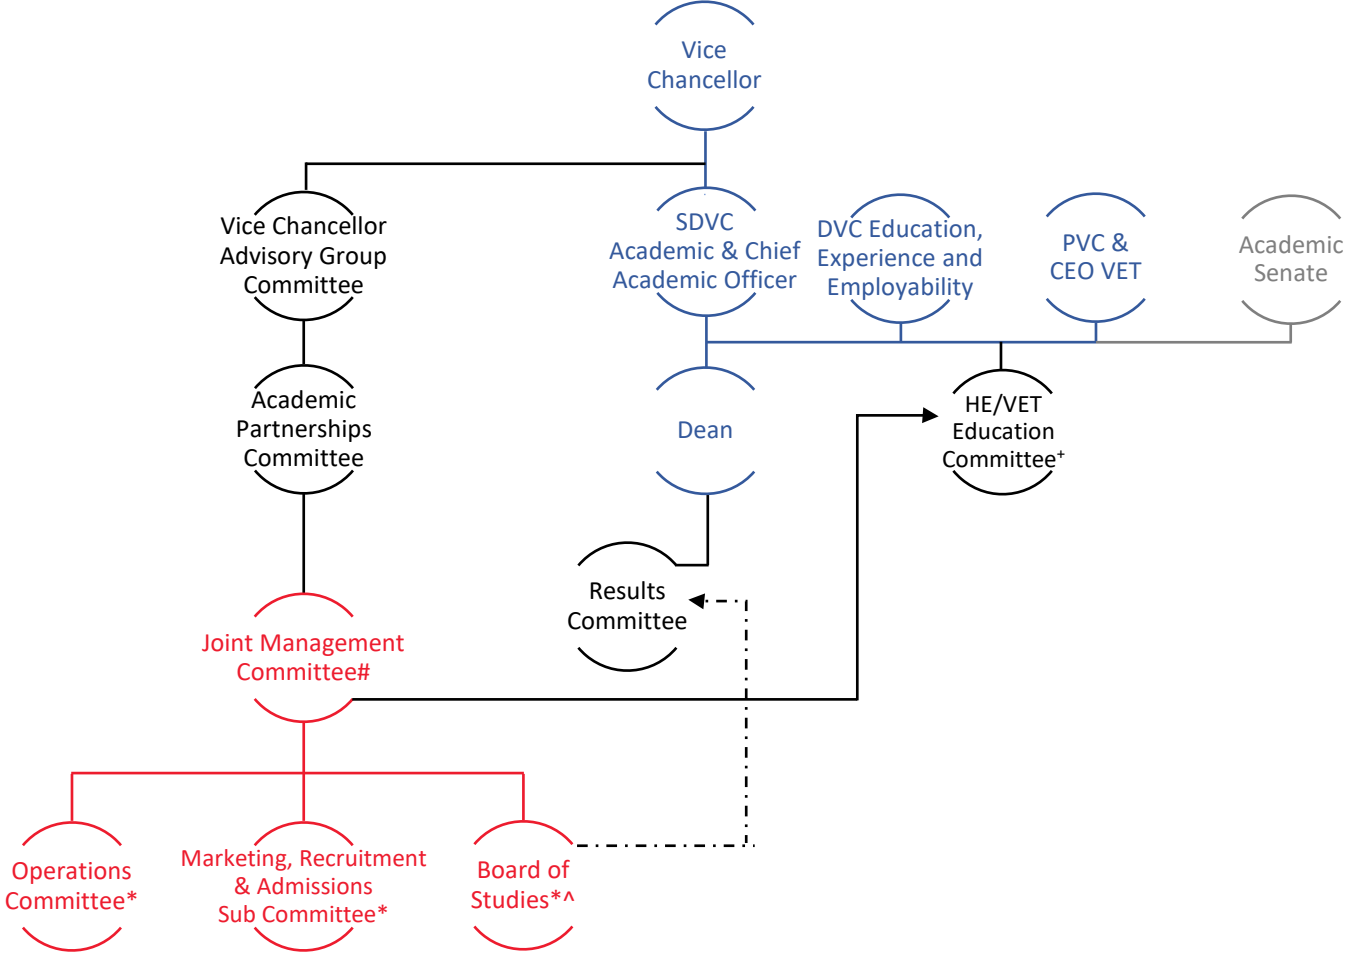 Vice
Chancellor
Vice Chancellor
Advisory Group
Committee
SDVC
Academic & Chief
Academic Officer
DVC Education,
Experience and
Employability
PVC &
CEO VET
Academic
Senate
Academic
Partnerships
Committee
Dean
HE/VET
Education
Committee⁺
Results
Committee
Joint Management
Committee#
Operations
Committee*
Marketing, Recruitment
& Admissions
Sub Committee*
Board of
Studies*^